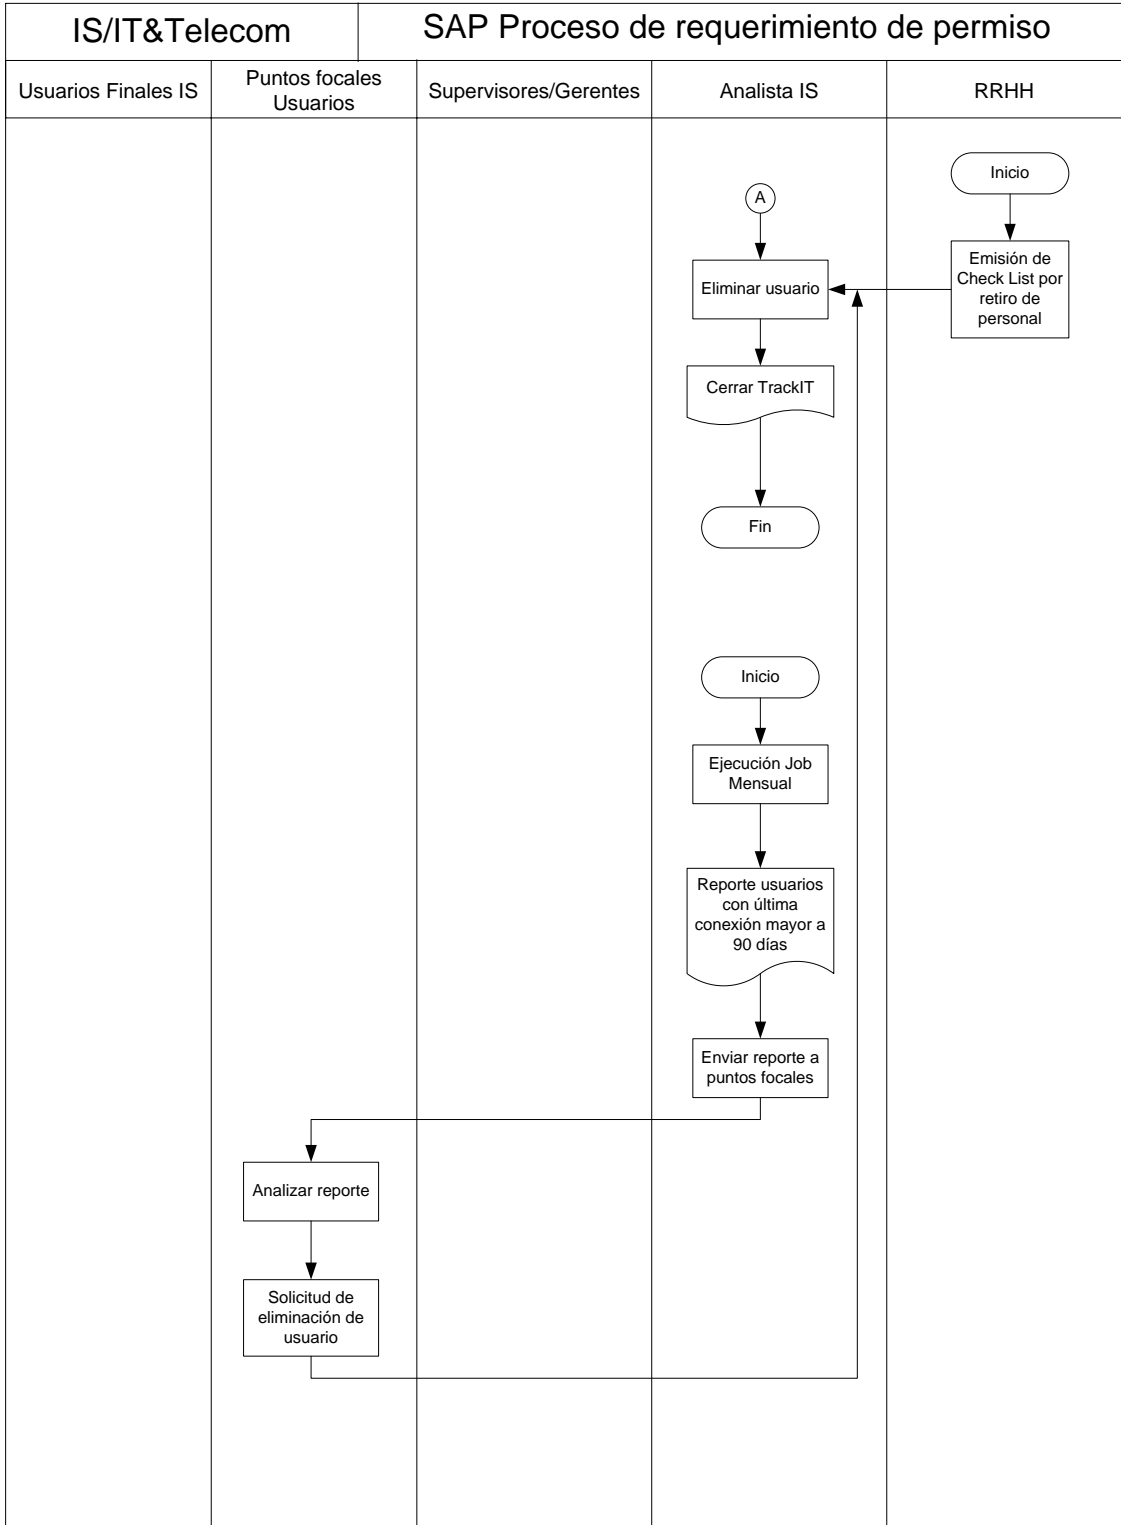 IS/IT&Telecom
SAP Proceso de requerimiento de permiso
Usuarios Finales IS
Puntos focales
Usuarios
Supervisores/Gerentes
Analista IS
RRHH
Inicio
A
Emisión de
Check List por
retiro de
personal
Eliminar usuario
Cerrar TrackIT
Fin
Inicio
Ejecución Job
Mensual
Reporte usuarios
con última
conexión mayor a
90 días
Enviar reporte a
puntos focales
Analizar reporte
Solicitud de
eliminación de
usuario